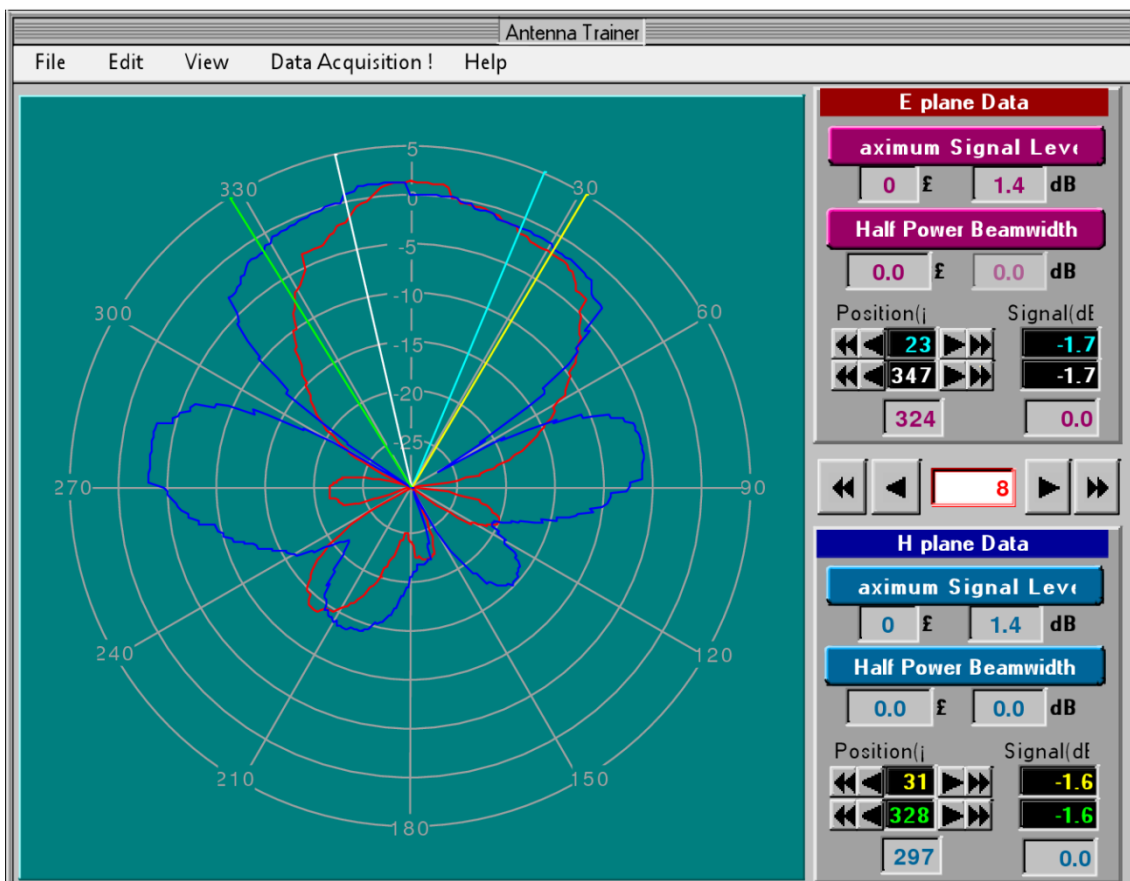 Antenna Trainer
File Edit View Data Acquisition ! Help
E plane Data
aximum Signal Leve
0 £ 1.4 dB
Half Power Beamwidth
0.0 £ 0.0 dB
Position(¡ Signal(dE
23 -1.7
347 -1.7
324 0.0
8
H plane Data
aximum Signal Leve
0 £ 1.4 dB
Half Power Beamwidth
0.0 £ 0.0 dB
Position(¡ Signal(dE
31 -1.6
328 -1.6
297 0.0
5
330 0 30
-5
-10
300 60
-15
-20
-25
270 90
240 120
210 150
180